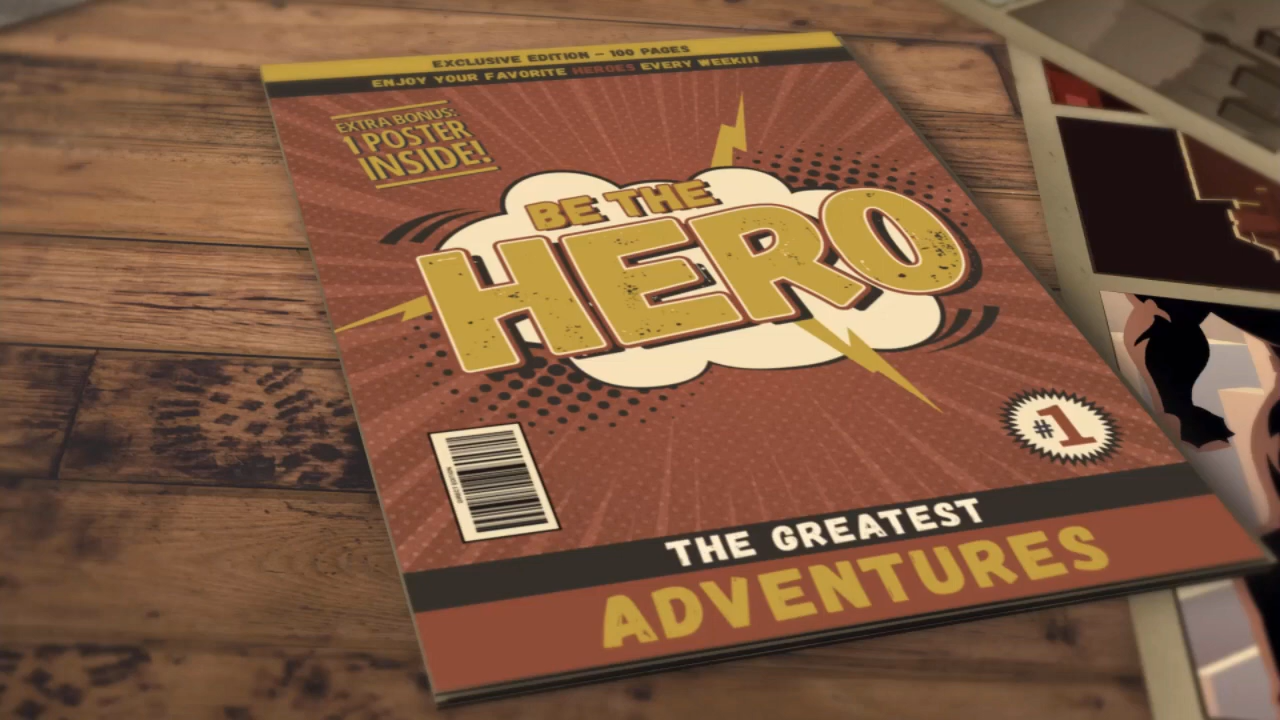 EXCLUSIVE EDITION – 100 PAGES
ENJOY YOUR FAVORITE HEROES EVERY WEEK!!!
EXTRA BONUS:
1 POSTER
INSIDE!
BE THE
HERO
#1
THE GREATEST
ADVENTURES